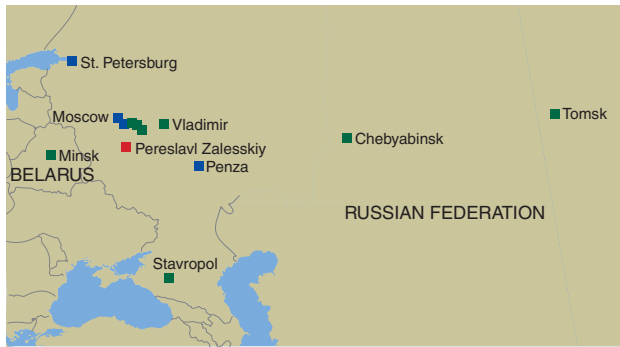 St. Petersburg
Tomsk
Moscow
Vladimir
Chebyabinsk
Pereslavl Zalesskiy
Minsk
Penza
BELARUS
RUSSIAN FEDERATION
Stavropol